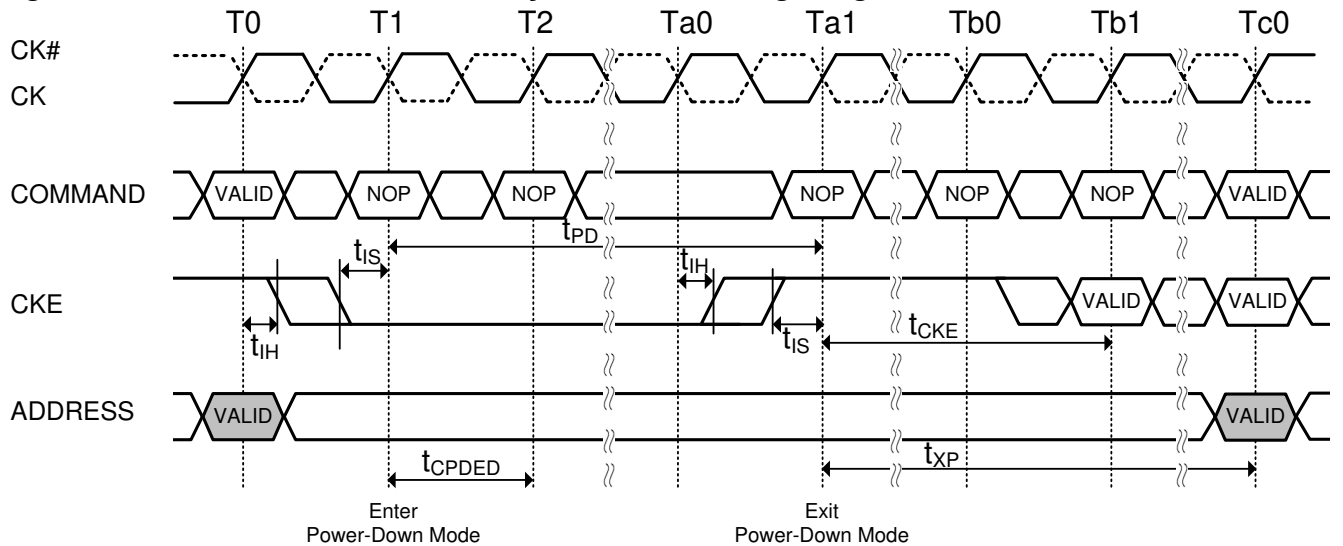 T0 T1 T2 Ta0 Ta1 Tb0 Tb1 Tc0
CK#
CK
COMMAND VALID NOP NOP NOP NOP NOP VALID
tPD
tIS tIH
CKE VALID VALID
tIH tIS tCKE
ADDRESS VALID VALID
tCPDED tXP
Enter
Power-Down Mode
Exit
Power-Down Mode